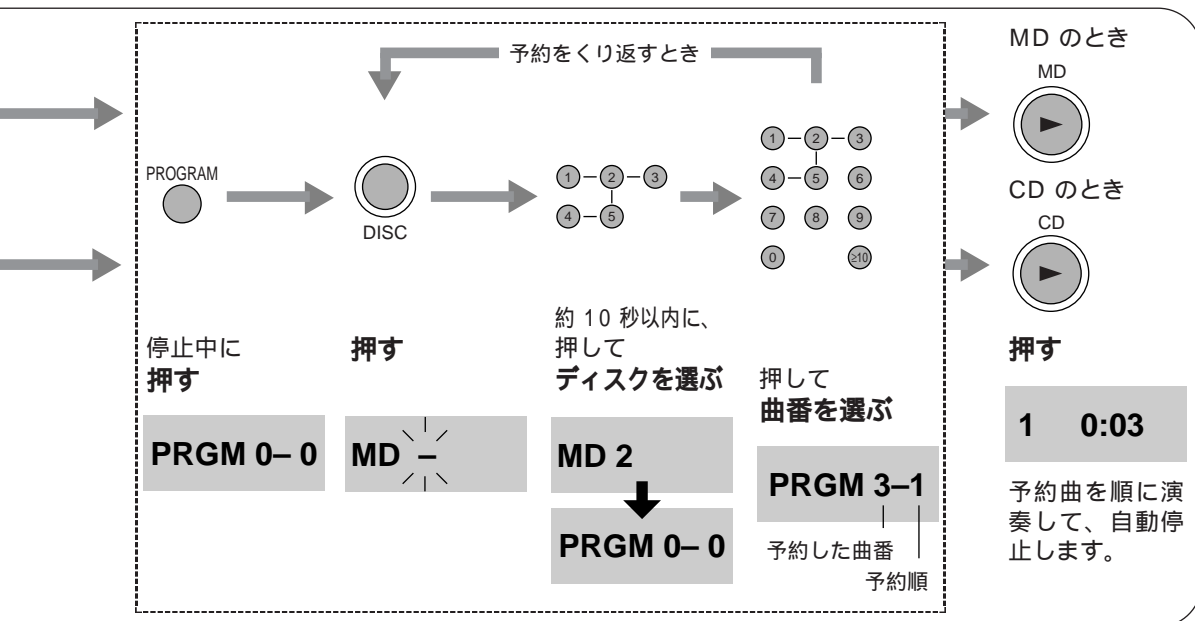 予約をくり返すとき
PROGRAM
DISC
1 2 3
4 5
1 2 3
4 5 6
7 8 9
0 ≥10
停止中に
押す
PRGM 0– 0
押す
MD –
約 10 秒以内に、
押して
ディスクを選ぶ
MD 2
PRGM 0– 0
押して
曲番を選ぶ
PRGM 3–1
予約した曲番
予約順
MD のとき
MD
CD のとき
CD
押す
1 0:03
予約曲を順に演
奏して、自動停
止します。